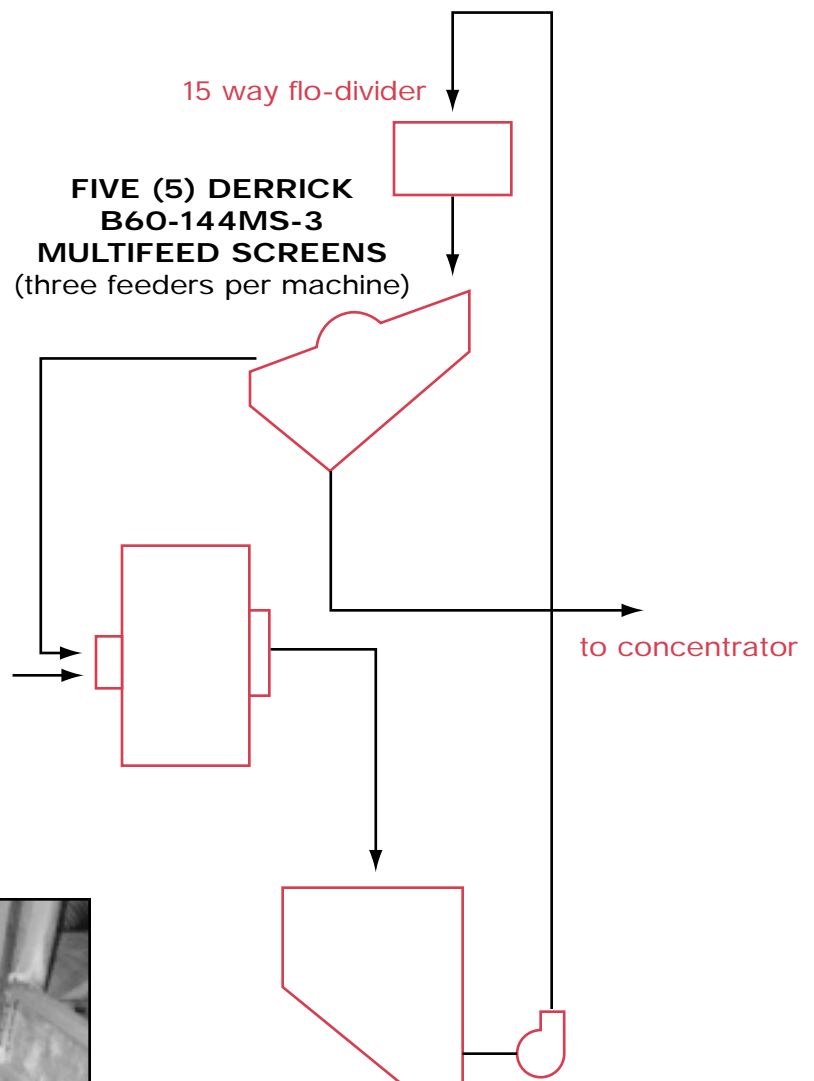 15 way flo-divider
FIVE (5) DERRICK
B60-144MS-3
MULTIFEED SCREENS
(three feeders per machine)
to concentrator